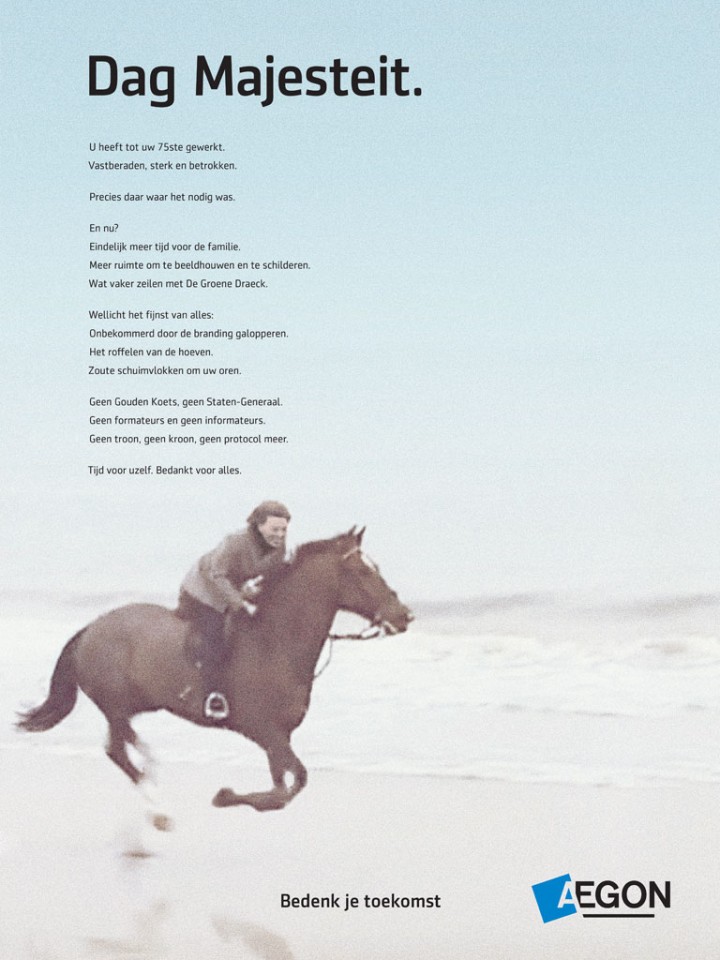 Dag Majesteit.
U heeft tot uw 75ste gewerkt.
Vastberaden, sterk en betrokken.
Precies daar waar het nodig was.
En nu?
Eindelijk meer tijd voor de familie.
Meer ruimte om te beeldhouwen en te schilderen.
Wat vaker zeilen met De Groene Draeck.
Wellicht het fijnst van alles:
Onbekommerd door de branding galopperen.
Het roffelen van de hoeven.
Zoute schuimvlokken om uw oren.
Geen Gouden Koets, geen Staten-Generaal.
Geen formateurs en geen informateurs.
Geen troon, geen kroon, geen protocol meer.
Tijd voor uzelf. Bedankt voor alles.
Bedenk je toekomst
AEGON